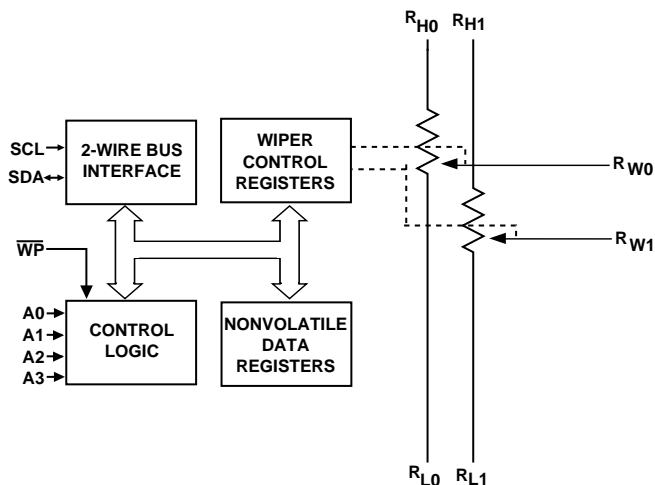 RH0
RH1
SCL
SDA
2-WIRE BUS
INTERFACE
WIPER
CONTROL
REGISTERS
RW0
RW1
WP
A0
A1
A2
A3
CONTROL
LOGIC
NONVOLATILE
DATA
REGISTERS
RL0
RL1